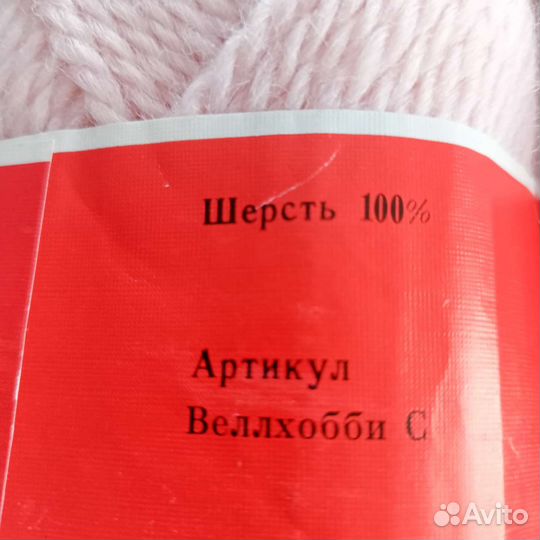 Шерсть 100%
Артикул
Веллхобби С
Avito